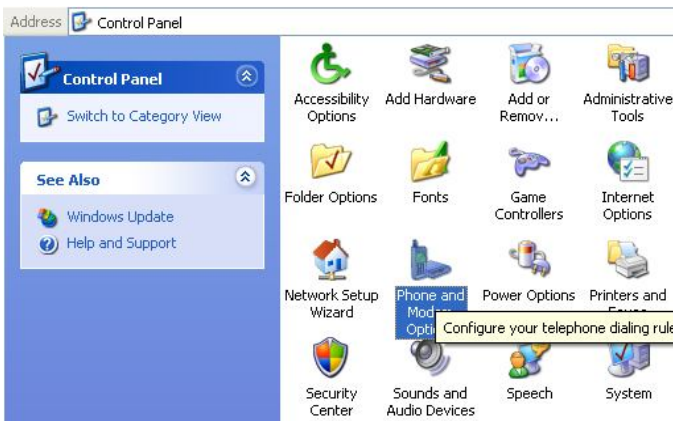 Address Control Panel
Control Panel
Switch to Category View
See Also
Windows Update
Help and Support
Accessibility
Options
Add Hardware
Add or
Remov...
Administrative
Tools
Folder Options
Fonts
Game
Controllers
Internet
Options
Network Setup
Wizard
Phone and
Power Options
Printers and
Configure your telephone dialing rule
Security
Center
Sounds and
Audio Devices
Speech
System